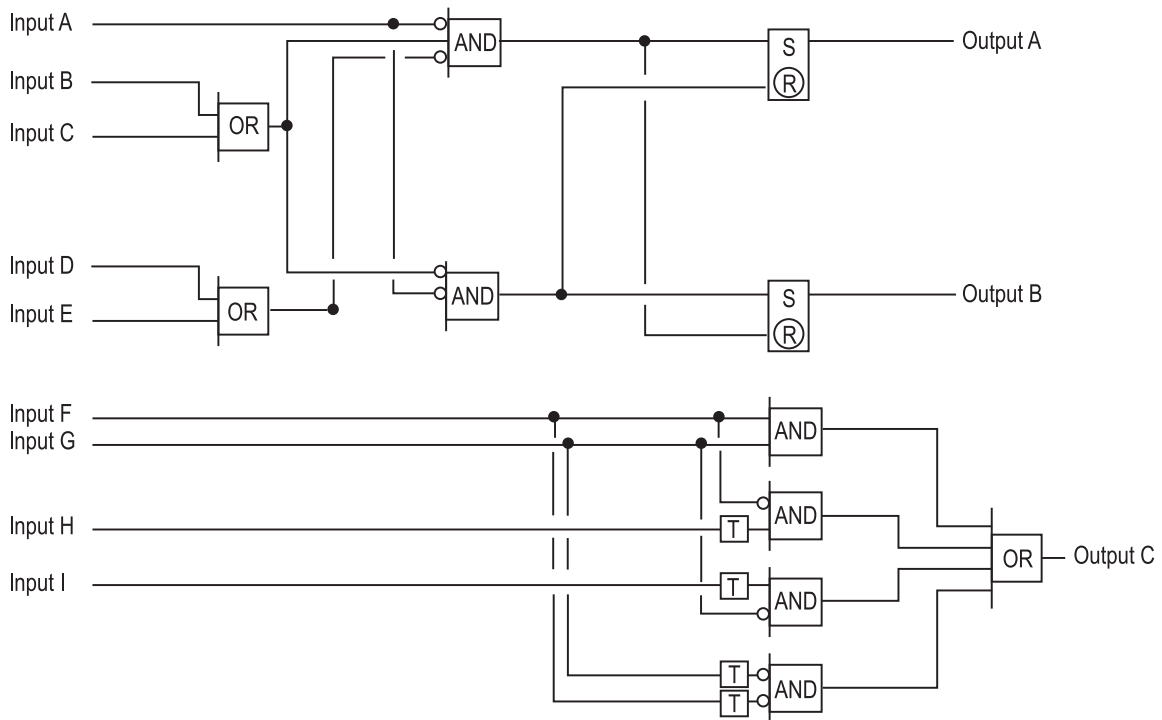 Input A
AND
S
Output A
R
Input B
Input C
OR
Input D
Input E
OR
AND
S
Output B
R
Input F
Input G
AND
Input H
T
AND
Input I
T
AND
OR
Output C
T
T
AND